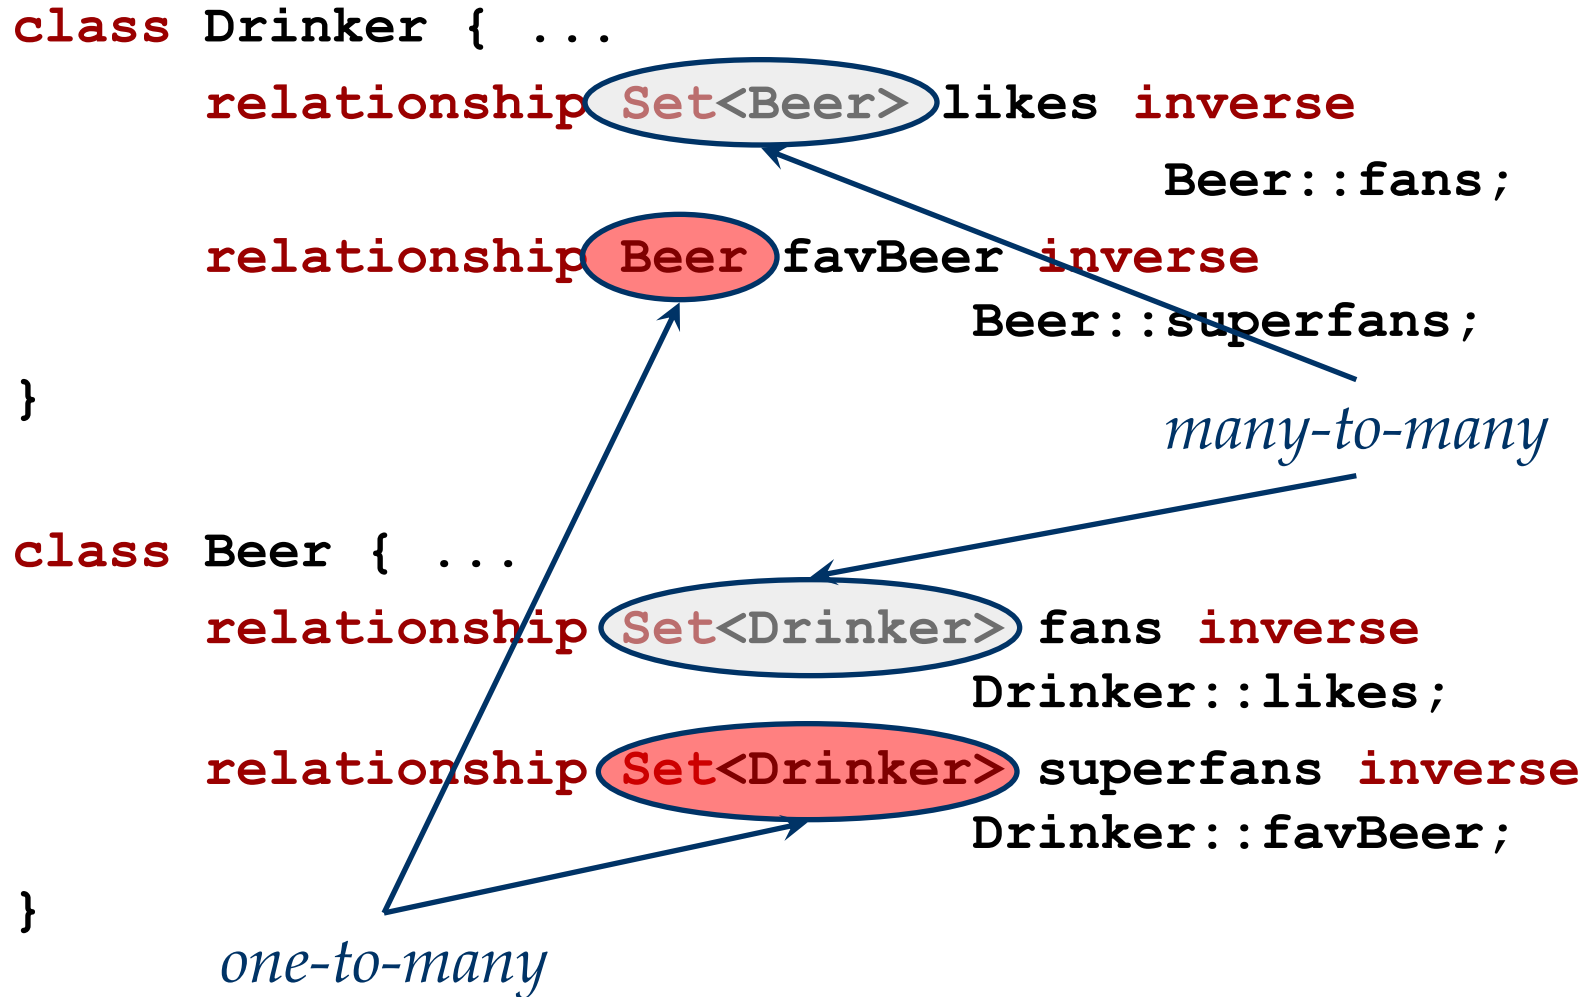 class Drinker { ...
relationship Set<Beer> likes inverse
Beer::fans;
relationship Beer favBeer inverse
Beer::superfans;
}
many-to-many
class Beer { ...
relationship Set<Drinker> fans inverse
Drinker::likes;
relationship Set<Drinker> superfans inverse
Drinker::favBeer;
}
one-to-many